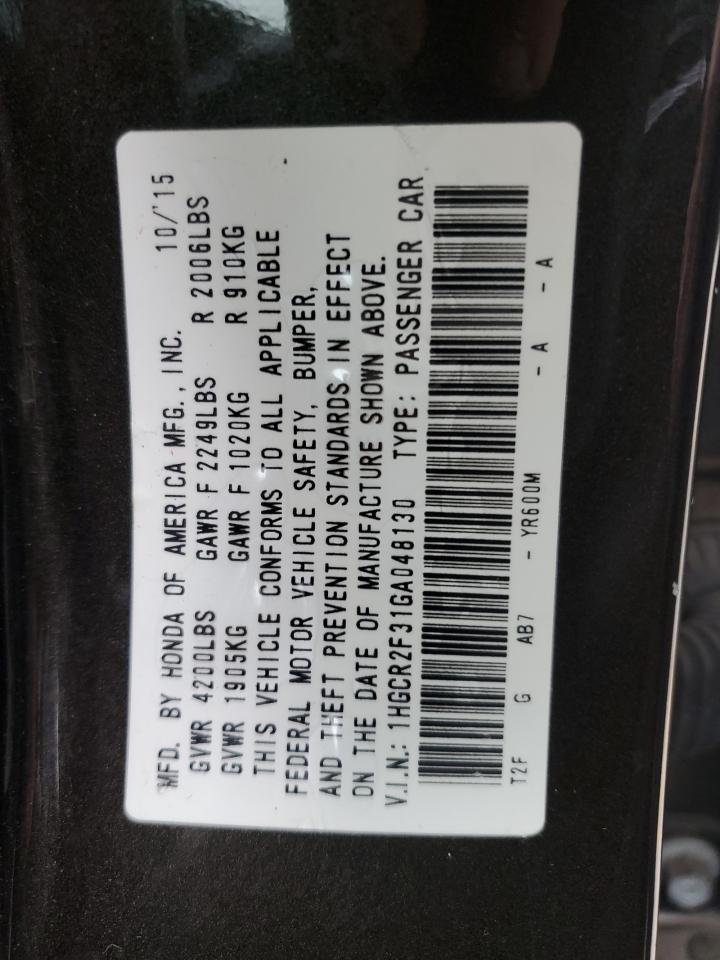 MFD. BY HONDA OF AMERICA MFG., INC. 10/'15
GVWR 4200LBS GAWR F 2249LBS R 2006LBS
GVWR 1905KG GAWR F 1020KG R 910KG
THIS VEHICLE CONFORMS TO ALL APPLICABLE
FEDERAL MOTOR VEHICLE SAFETY, BUMPER,
AND THEFT PREVENTION STANDARDS IN EFFECT
ON THE DATE OF MANUFACTURE SHOWN ABOVE.
V.I.N.: 1HGCR2F31GA048130 TYPE: PASSENGER CAR
T2F G AB7 - YR600M - A - A